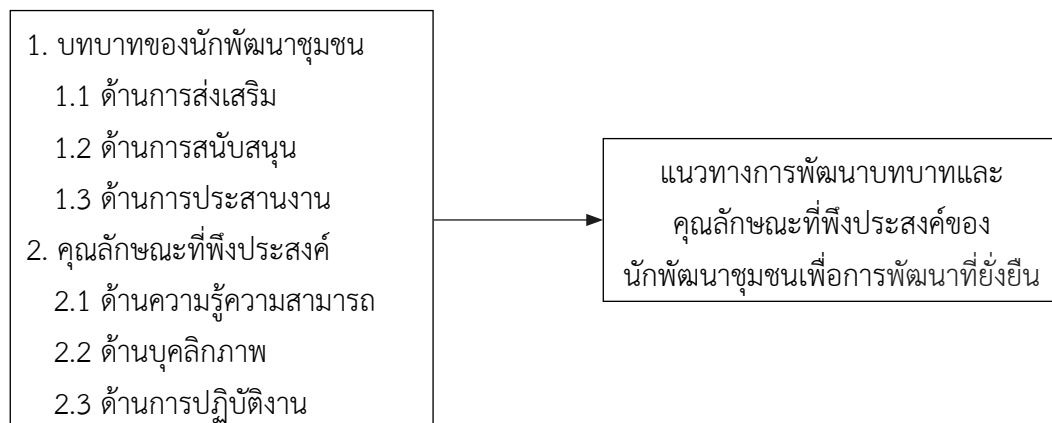 1. บทบาทของนักพัฒนาชุมชน
1.1 ด้านการส่งเสริม
1.2 ด้านการสนับสนุน
1.3 ด้านการประสานงาน
2. คุณลักษณะที่พึงประสงค์
2.1 ด้านความรู้ความสามารถ
2.2 ด้านบุคลิกภาพ
2.3 ด้านการปฏิบัติงาน
แนวทางการพัฒนาบทบาทและ
คุณลักษณะที่พึงประสงค์ของ
นักพัฒนาชุมชนเพื่อการพัฒนาที่ยั่งยืน